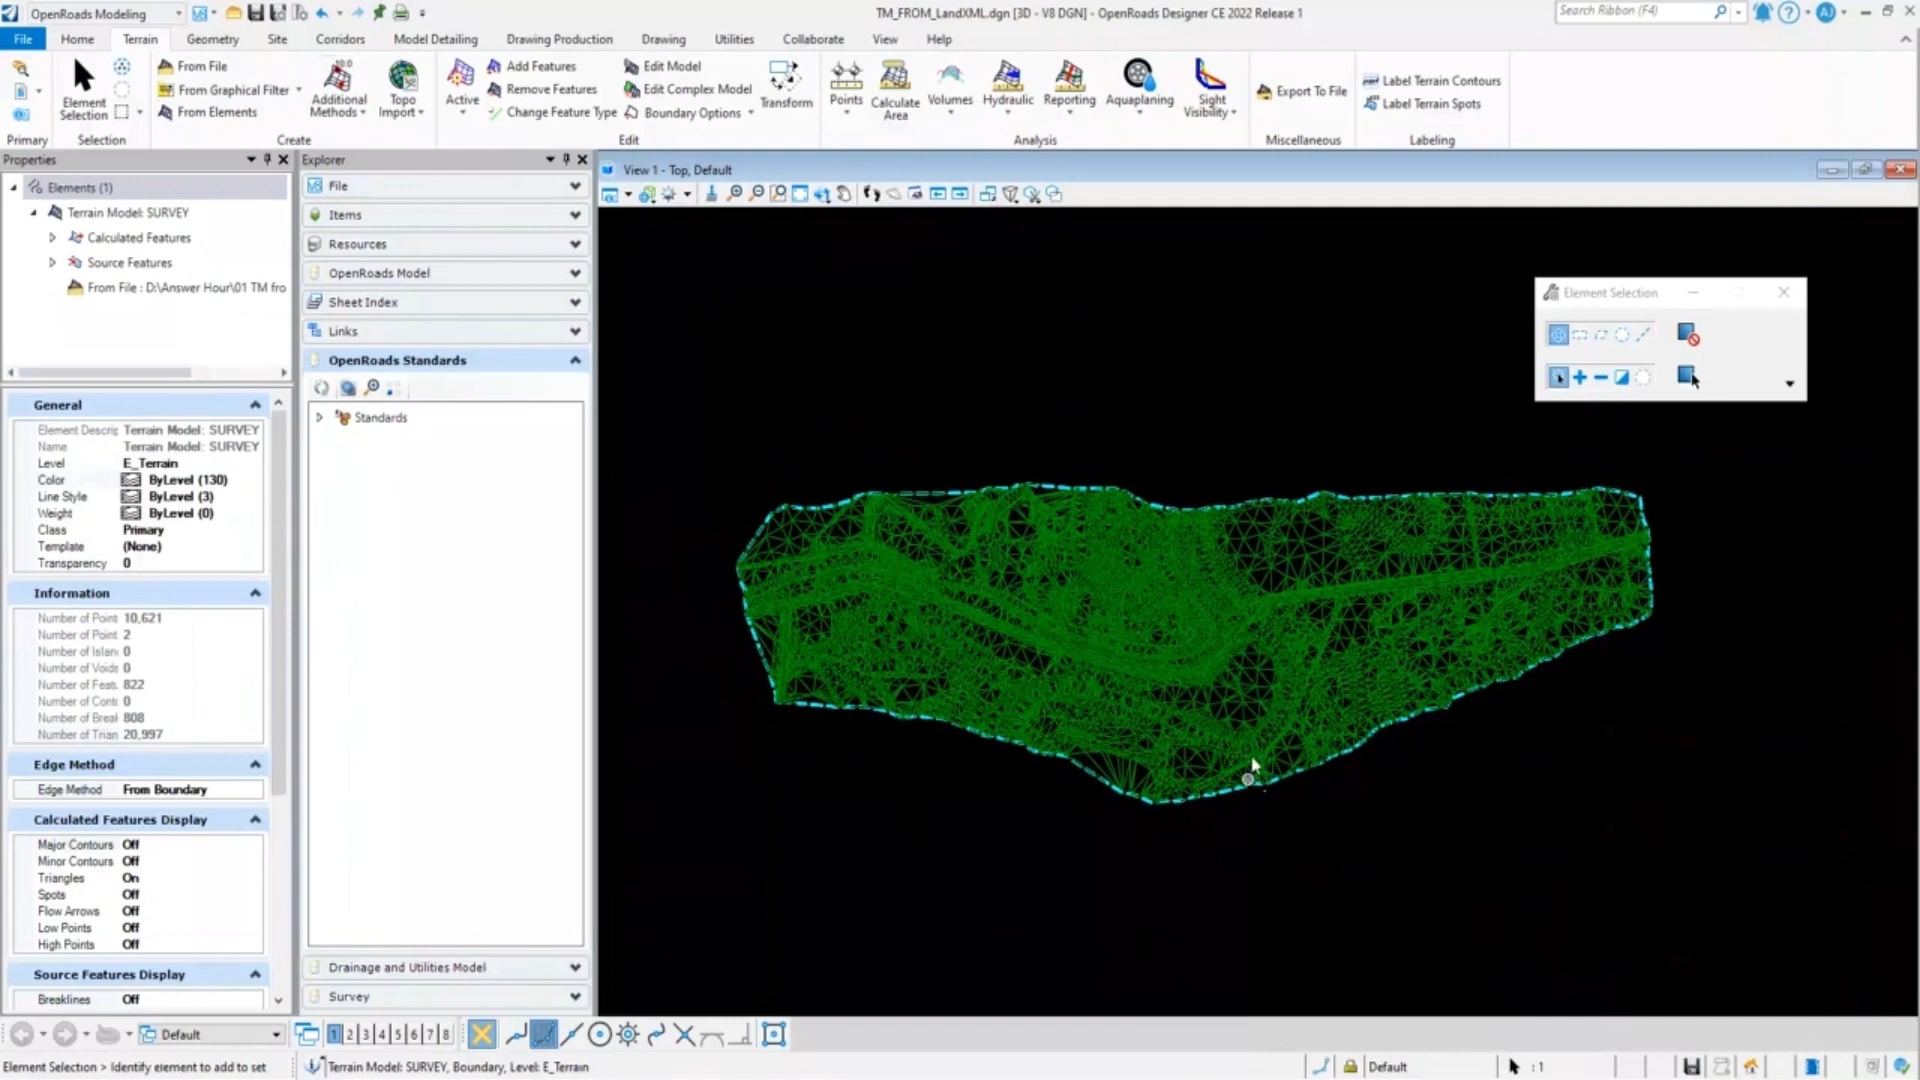 OpenRoads Modeling
TM_FROM_LandXML.dgn [3D - V8 DGN] - OpenRoads Designer CE 2022 Release 1
Search Ribbon (F4)
AJ
File Home Terrain Geometry Site Corridors Model Detailing Drawing Production Drawing Utilities Collaborate View Help
Element Selection
From File
From Graphical Filter
From Elements
Additional Methods
Topo Import
Active
Add Features
Remove Features
Change Feature Type
Edit Model
Edit Complex Model
Boundary Options
Transform
Points
Calculate Area
Volumes
Hydraulic
Reporting
Aquaplaning
Sight Visibility
Export To File
Label Terrain Contours
Label Terrain Spots
Primary Selection Create Edit Analysis Miscellaneous Labeling
Properties
Elements (1)
Terrain Model: SURVEY
Calculated Features
Source Features
From File : D:\Answer Hour\01 TM fro
General
Element Descrip Terrain Model: SURVEY
Name Terrain Model: SURVEY
Level E_Terrain
Color ByLevel (130)
Line Style ByLevel (3)
Weight ByLevel (0)
Class Primary
Template (None)
Transparency 0
Information
Number of Point 10,621
Number of Point 2
Number of Islan 0
Number of Voids 0
Number of Featu 822
Number of Conto 0
Number of Break 808
Number of Trian 20,997
Edge Method
Edge Method From Boundary
Calculated Features Display
Major Contours Off
Minor Contours Off
Triangles On
Spots Off
Flow Arrows Off
Low Points Off
High Points Off
Source Features Display
Breaklines Off
Explorer
File
Items
Resources
OpenRoads Model
Sheet Index
Links
OpenRoads Standards
Standards
Drainage and Utilities Model
Survey
View 1 - Top, Default
Element Selection
Default
1 2 3 4 5 6 7 8
Element Selection > Identify element to add to set
Terrain Model: SURVEY, Boundary, Level: E_Terrain
Default
: 1